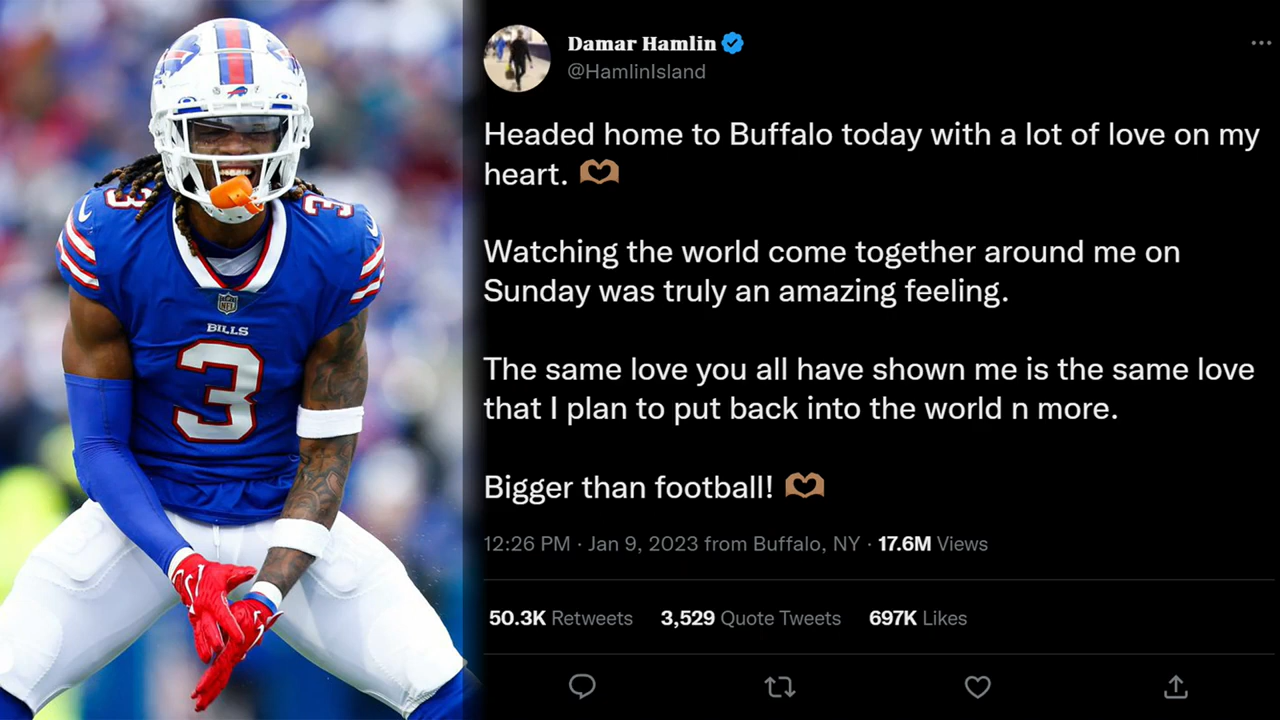 3
3
NFL
BILLS
3
Damar Hamlin
@HamlinIsland
Headed home to Buffalo today with a lot of love on my
heart. 🫶🏾
Watching the world come together around me on
Sunday was truly an amazing feeling.
The same love you all have shown me is the same love
that I plan to put back into the world n more.
Bigger than football! 🫶🏾
12:26 PM · Jan 9, 2023 from Buffalo, NY · 17.6M Views
50.3K Retweets 3,529 Quote Tweets 697K Likes